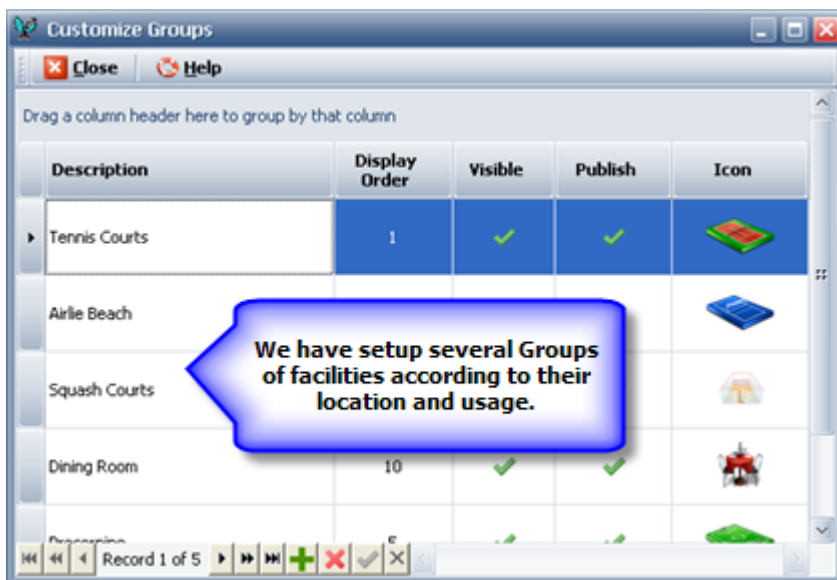 Customize Groups
Close Help
Drag a column header here to group by that column
Description Display Order Visible Publish Icon
Tennis Courts 1
Airlie Beach
We have setup several Groups
of facilities according to their
location and usage.
Squash Courts
Dining Room 10
Record 1 of 5